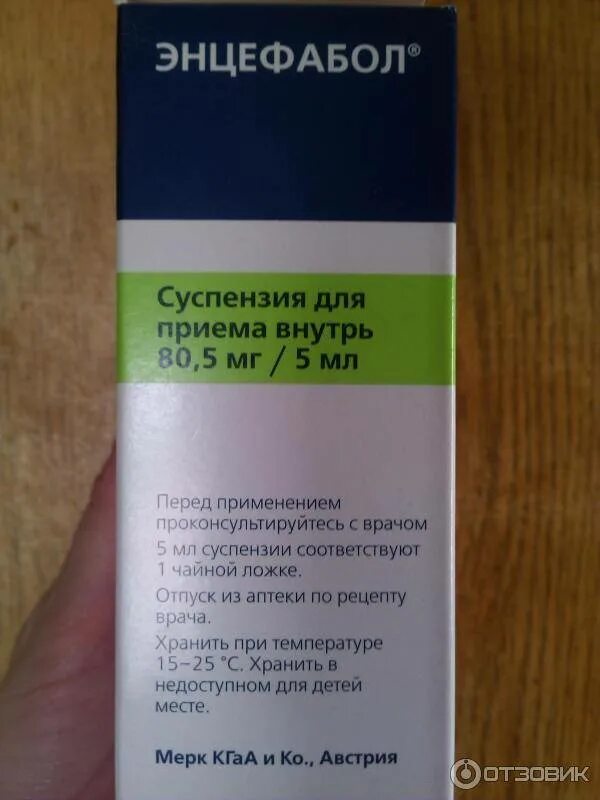 ЭНЦЕФАБОЛ®
Суспензия для
приема внутрь
80,5 мг / 5 мл
Перед применением
проконсультируйтесь с врачом
5 мл суспензии соответствуют
1 чайной ложке.
Отпуск из аптеки по рецепту
врача.
Хранить при температуре
15–25 °C. Хранить в
недоступном для детей
месте.
Мерк КГаА и Ко., Австрия
ОТЗОВИК